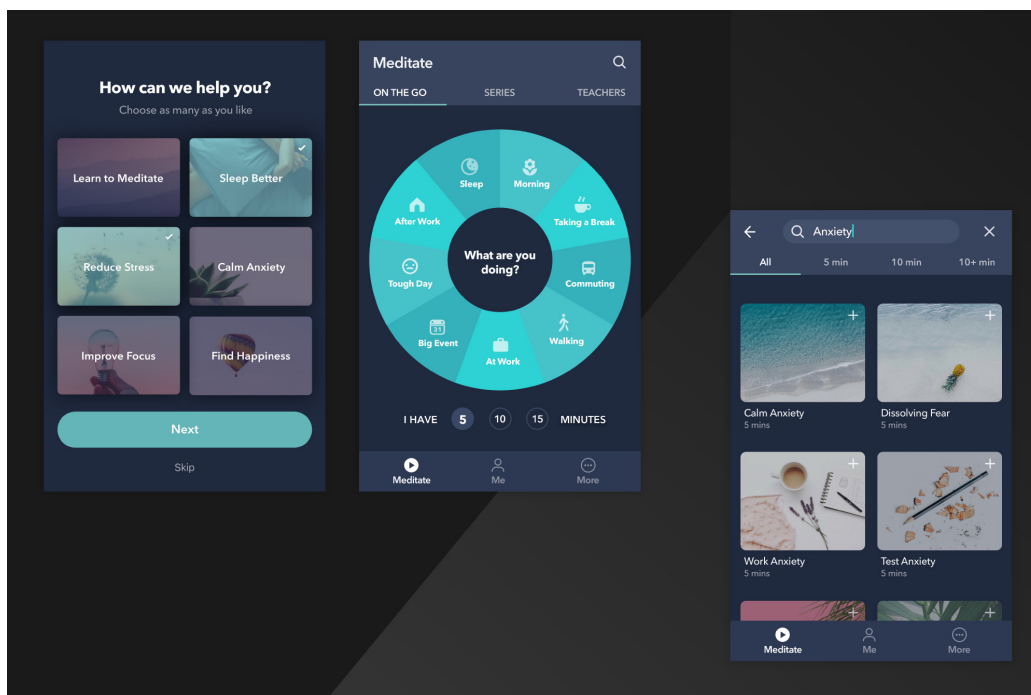 How can we help you?
Choose as many as you like
Learn to Meditate
Sleep Better
Reduce Stress
Calm Anxiety
Improve Focus
Find Happiness
Next
Skip
Meditate
ON THE GO
SERIES
TEACHERS
Sleep
Morning
After Work
Taking a Break
What are you
doing?
Tough Day
Commuting
31
Big Event
Walking
At Work
I HAVE 5 10 15 MINUTES
Meditate
Me
More
Anxiety
All
5 min
10 min
10+ min
Calm Anxiety
5 mins
Dissolving Fear
5 mins
Work Anxiety
5 mins
Test Anxiety
5 mins
Meditate
Me
More